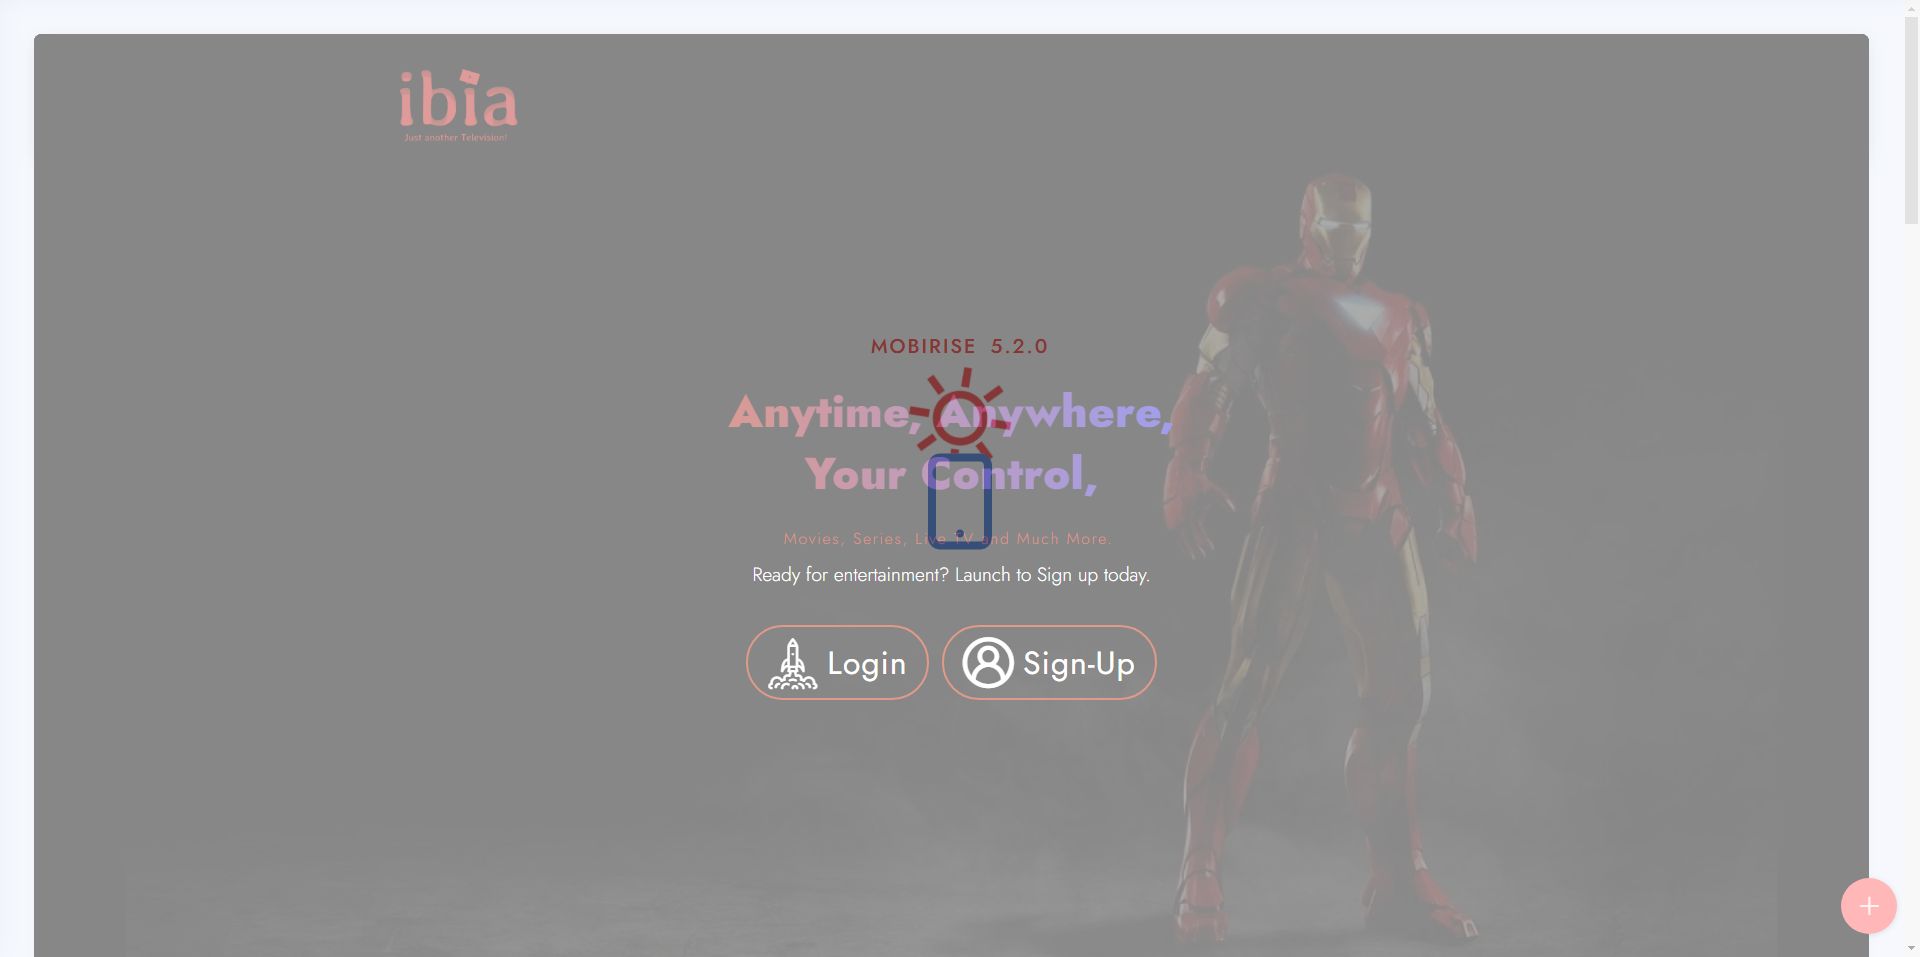 ibia
Just another Television!
MOBIRISE 5.2.0
Anytime, Anywhere,
Your Control,
Movies, Series, Live TV and Much More.
Ready for entertainment? Launch to Sign up today.
Login
Sign-Up